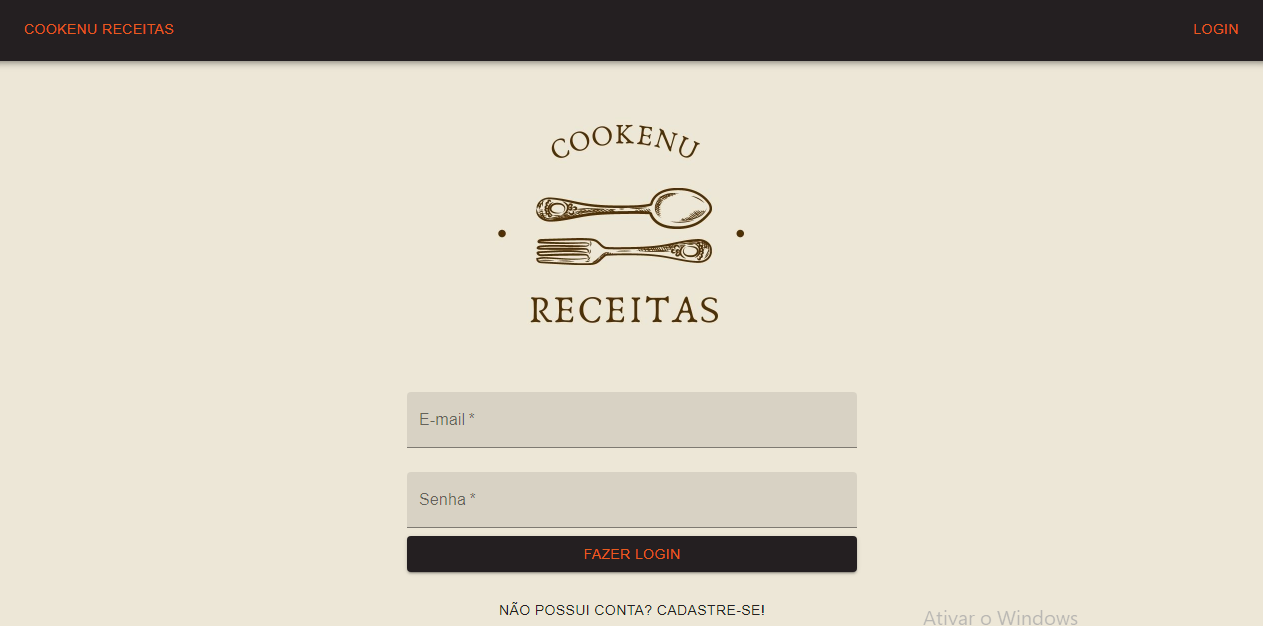 COOKENU RECEITAS
LOGIN
COOKENU
RECEITAS
E-mail *
Senha *
FAZER LOGIN
NÃO POSSUI CONTA? CADASTRE-SE!
Ativar o Windows